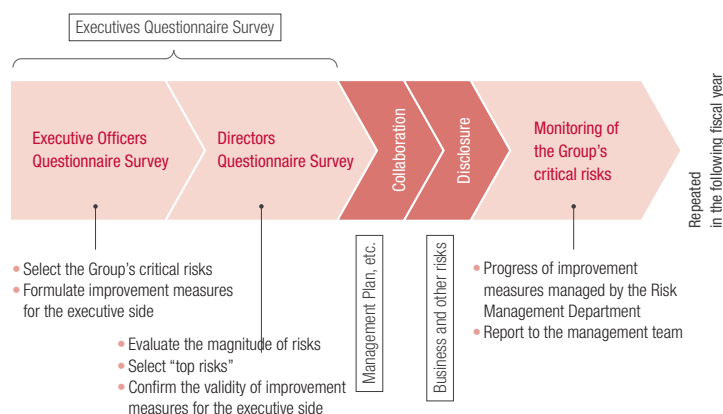 Executives Questionnaire Survey
Executive Officers
Questionnaire Survey
Directors
Questionnaire Survey
Collaboration
Disclosure
Monitoring of
the Group's
critical risks
Repeated
in the following fiscal year
• Select the Group's critical risks
• Formulate improvement measures
for the executive side
• Evaluate the magnitude of risks
• Select “top risks”
• Confirm the validity of improvement
measures for the executive side
Management Plan, etc.
Business and other risks
• Progress of improvement
measures managed by the Risk
Management Department
• Report to the management team